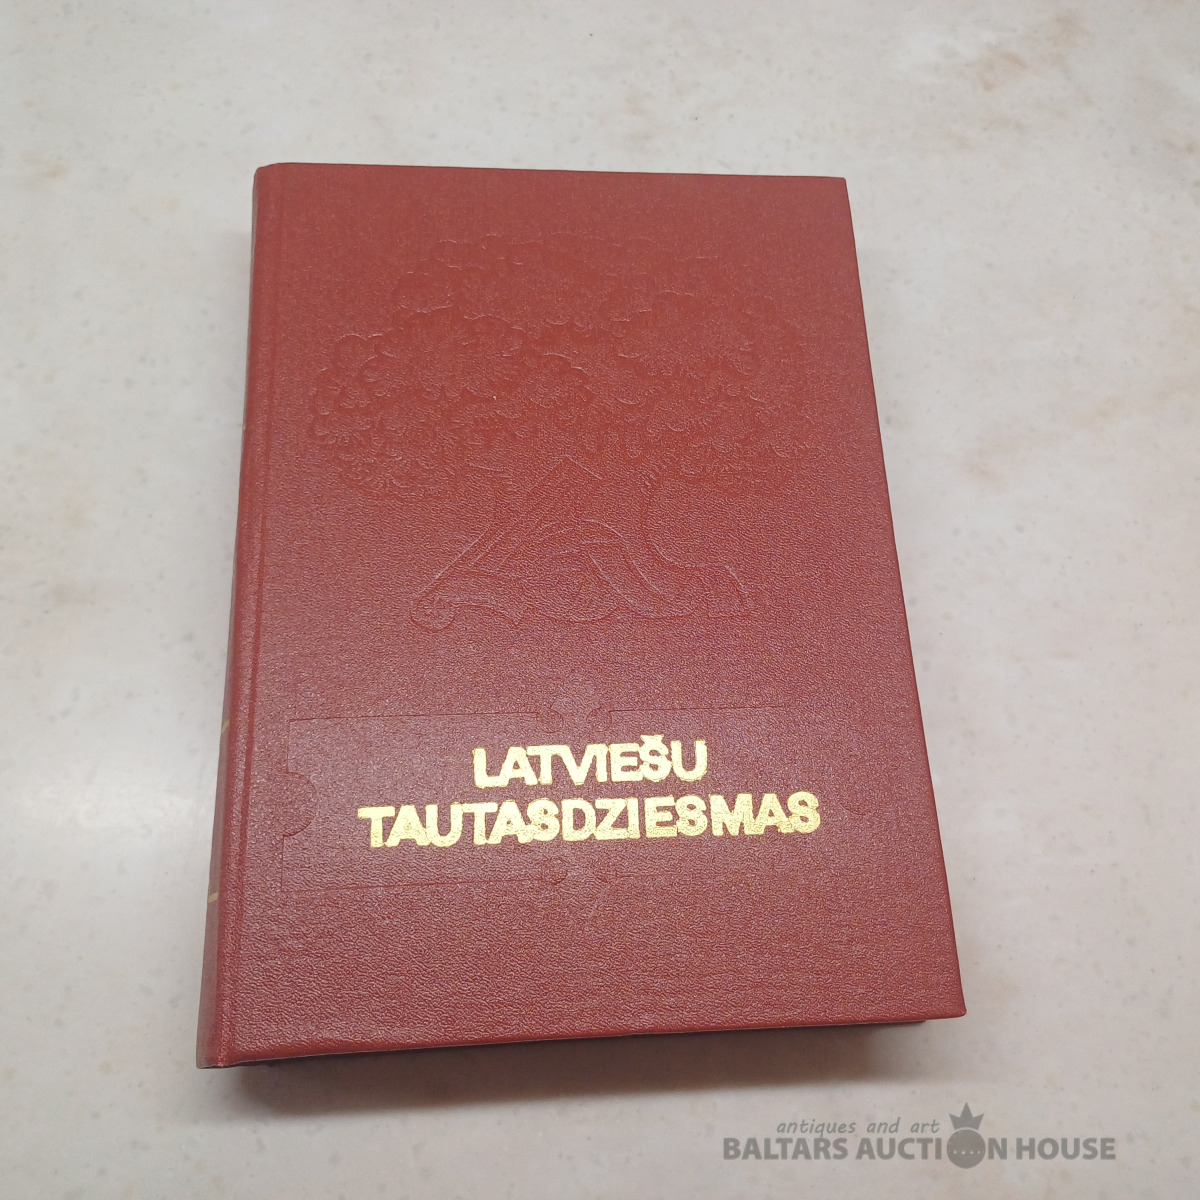 LATVIEŠU
TAUTASDZIESMAS
antiques and art
BALTARS AUCTION HOUSE